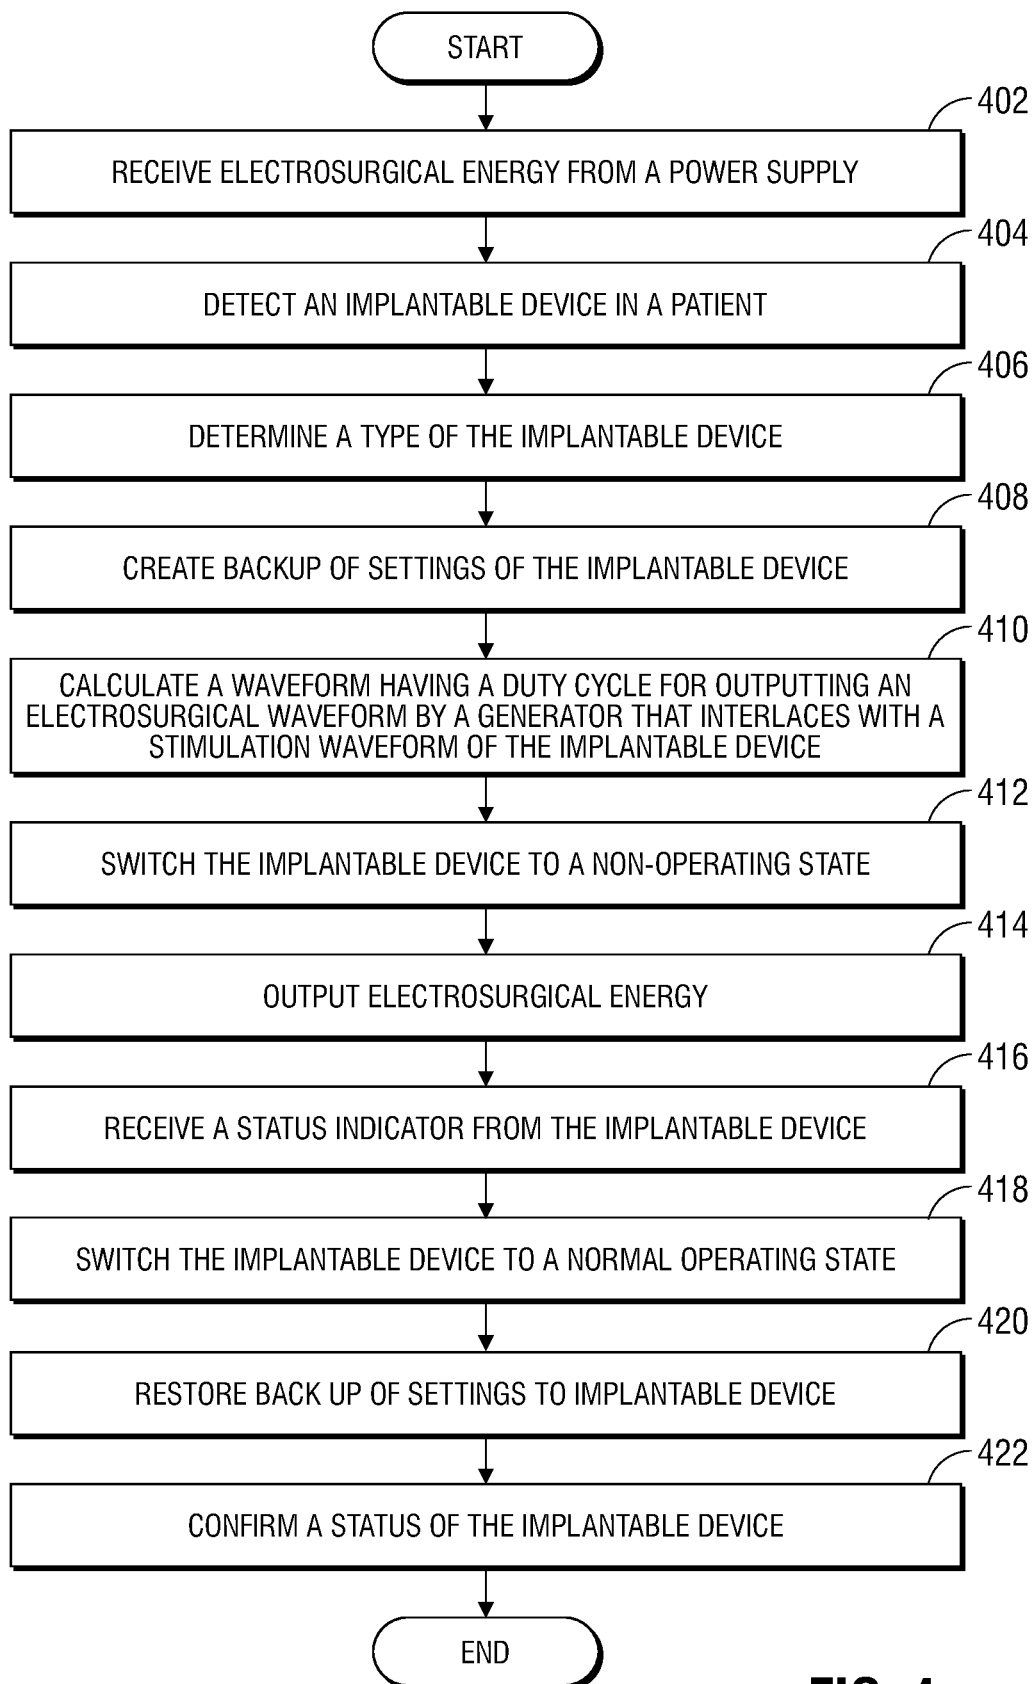 START
402
RECEIVE ELECTROSURGICAL ENERGY FROM A POWER SUPPLY
404
DETECT AN IMPLANTABLE DEVICE IN A PATIENT
406
DETERMINE A TYPE OF THE IMPLANTABLE DEVICE
408
CREATE BACKUP OF SETTINGS OF THE IMPLANTABLE DEVICE
410
CALCULATE A WAVEFORM HAVING A DUTY CYCLE FOR OUTPUTTING AN
ELECTROSURGICAL WAVEFORM BY A GENERATOR THAT INTERLACES WITH A
STIMULATION WAVEFORM OF THE IMPLANTABLE DEVICE
412
SWITCH THE IMPLANTABLE DEVICE TO A NON-OPERATING STATE
414
OUTPUT ELECTROSURGICAL ENERGY
416
RECEIVE A STATUS INDICATOR FROM THE IMPLANTABLE DEVICE
418
SWITCH THE IMPLANTABLE DEVICE TO A NORMAL OPERATING STATE
420
RESTORE BACK UP OF SETTINGS TO IMPLANTABLE DEVICE
422
CONFIRM A STATUS OF THE IMPLANTABLE DEVICE
END